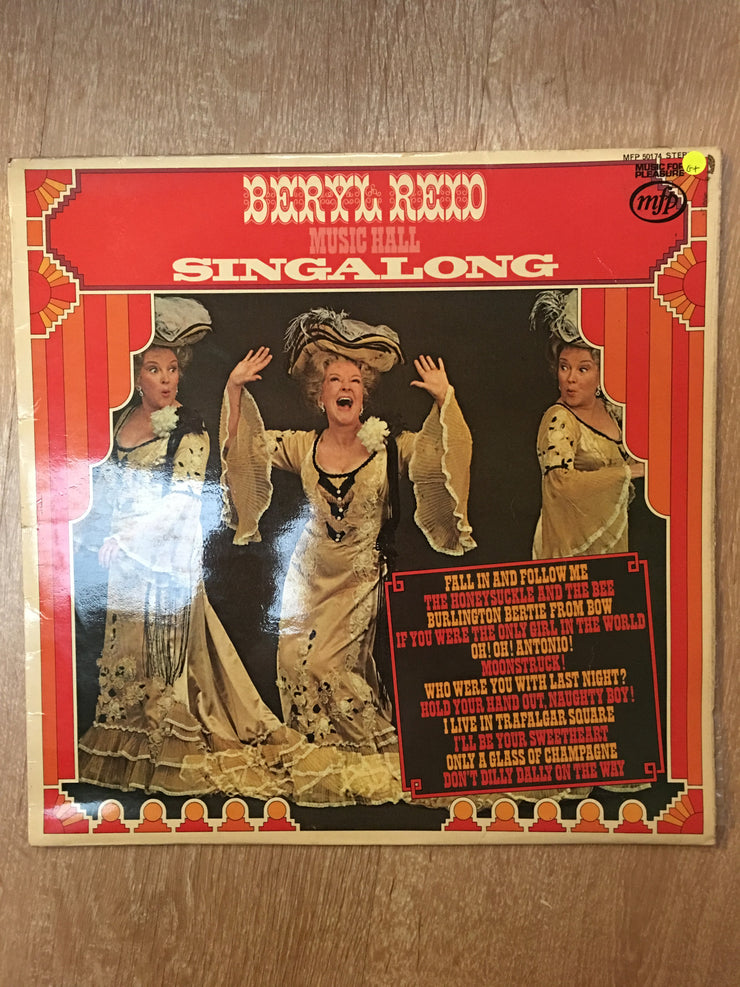 MFP 50174 STER
MUSIC FOR
PLEASURE
G+
mfp
BERYL REID
MUSIC HALL
SINGALONG
FALL IN AND FOLLOW ME
THE HONEYSUCKLE AND THE BEE
BURLINGTON BERTIE FROM BOW
IF YOU WERE THE ONLY GIRL IN THE WORLD
OH! OH! ANTONIO!
MOONSTRUCK!
WHO WERE YOU WITH LAST NIGHT?
HOLD YOUR HAND OUT, NAUGHTY BOY!
I LIVE IN TRAFALGAR SQUARE
I'LL BE YOUR SWEETHEART
ONLY A GLASS OF CHAMPAGNE
DON'T DILLY DALLY ON THE WAY